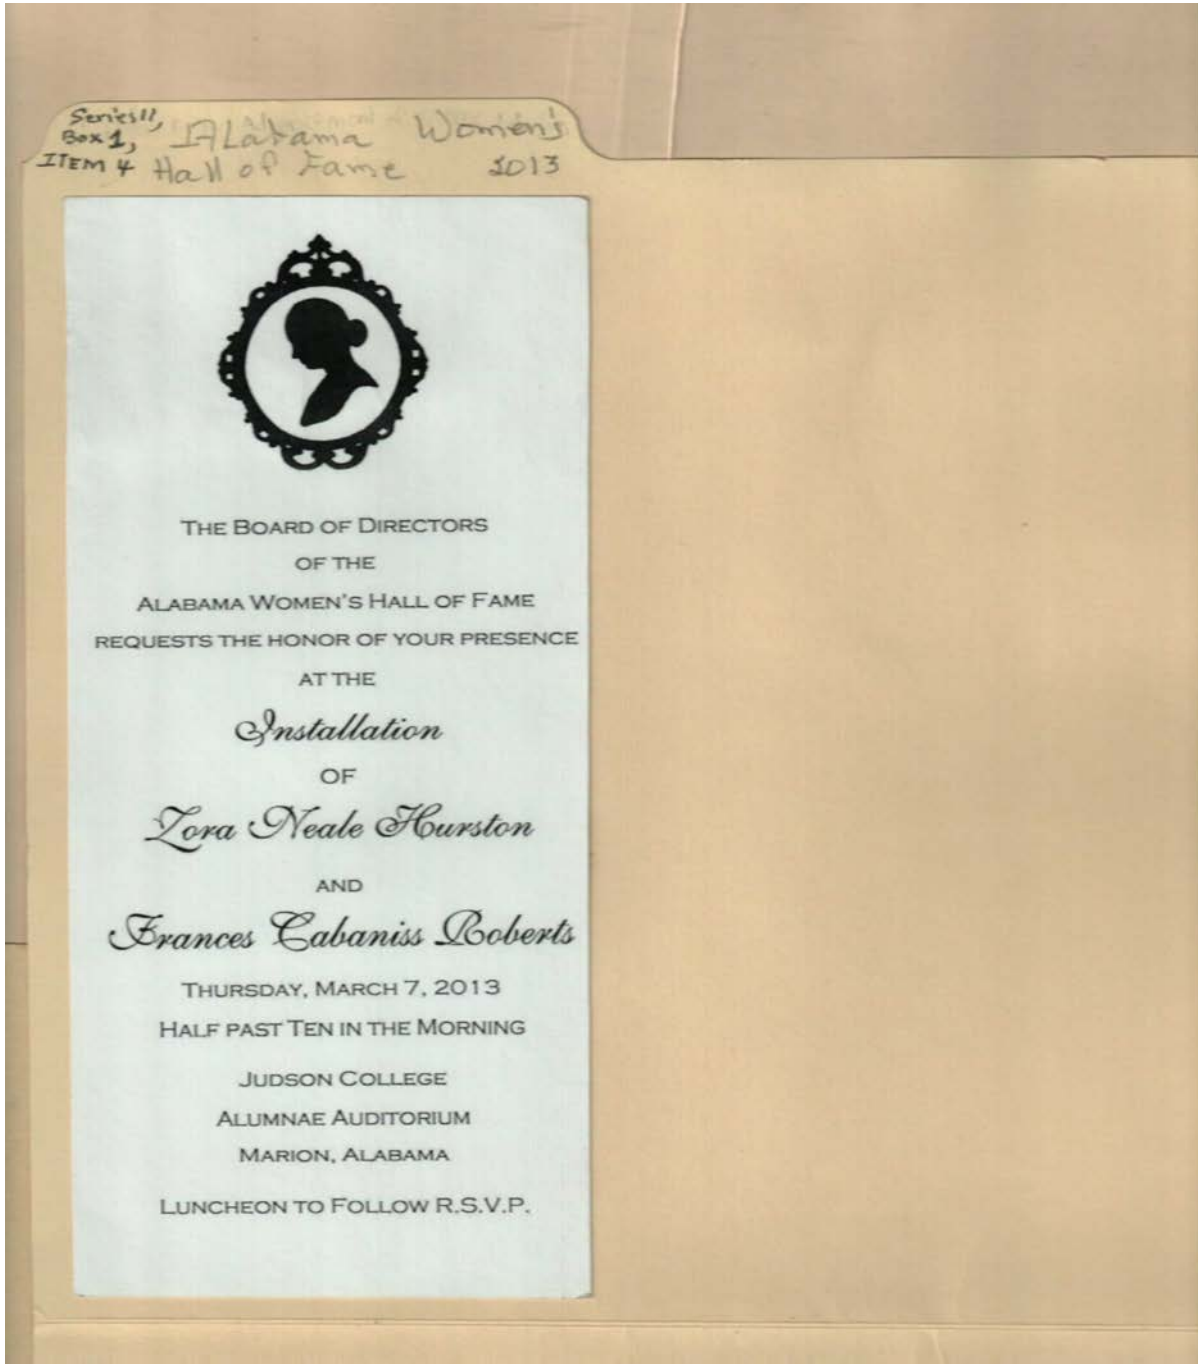 Series 11,
Box 1,
ITEM 4
Alabama Women's
Hall of Fame 2013
THE BOARD OF DIRECTORS
OF THE
ALABAMA WOMEN'S HALL OF FAME
REQUESTS THE HONOR OF YOUR PRESENCE
AT THE
Installation
OF
Zora Neale Hurston
AND
Frances Cabaniss Roberts
THURSDAY, MARCH 7, 2013
HALF PAST TEN IN THE MORNING
JUDSON COLLEGE
ALUMNAE AUDITORIUM
MARION, ALABAMA
LUNCHEON TO FOLLOW R.S.V.P.